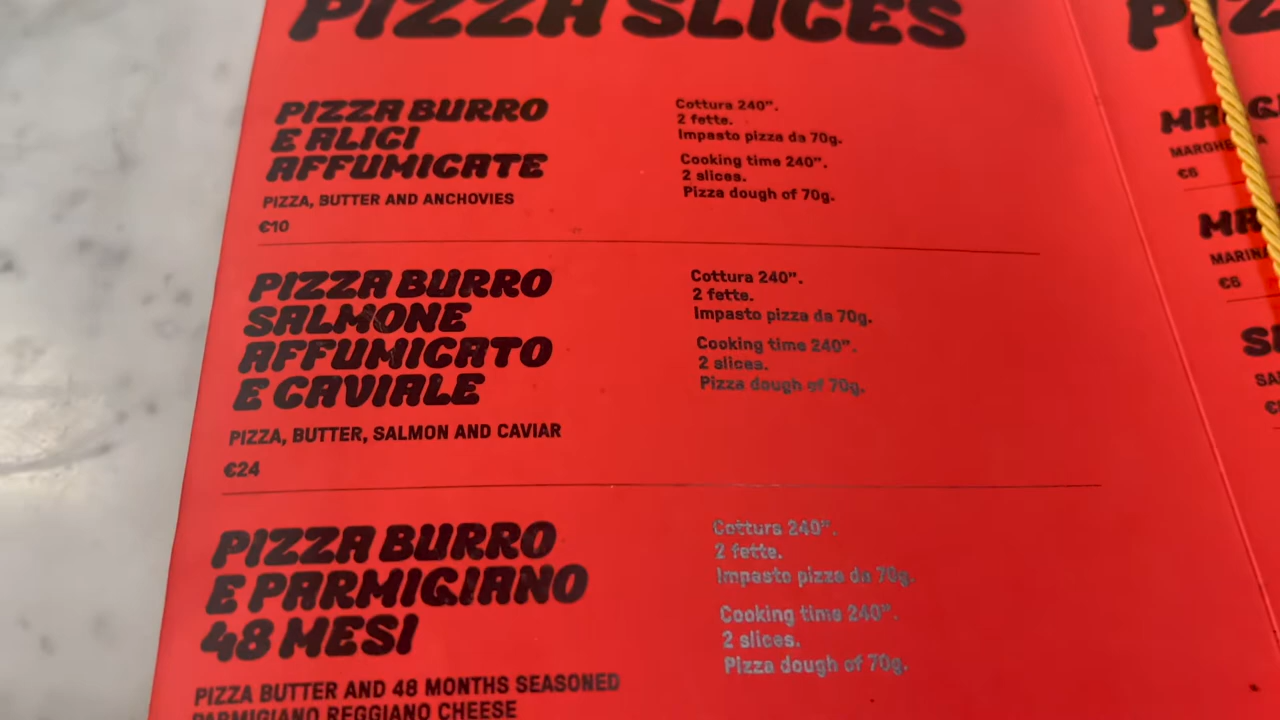 PIZZA SLICES
PIZZA BURRO
E ALICI
AFFUMICATE
PIZZA, BUTTER AND ANCHOVIES
€10
Cottura 240”.
2 fette.
Impasto pizza da 70g.
Cooking time 240”.
2 slices.
Pizza dough of 70g.
PIZZA BURRO
SALMONE
AFFUMICATO
E CAVIALE
PIZZA, BUTTER, SALMON AND CAVIAR
€24
Cottura 240”.
2 fette.
Impasto pizza da 70g.
Cooking time 240”.
2 slices.
Pizza dough of 70g.
PIZZA BURRO
E PARMIGIANO
48 MESI
PIZZA BUTTER AND 48 MONTHS SEASONED
PARMIGIANO REGGIANO CHEESE
Cottura 240”.
2 fette.
Impasto pizza da 70g.
Cooking time 240”.
2 slices.
Pizza dough of 70g.
€6
€6